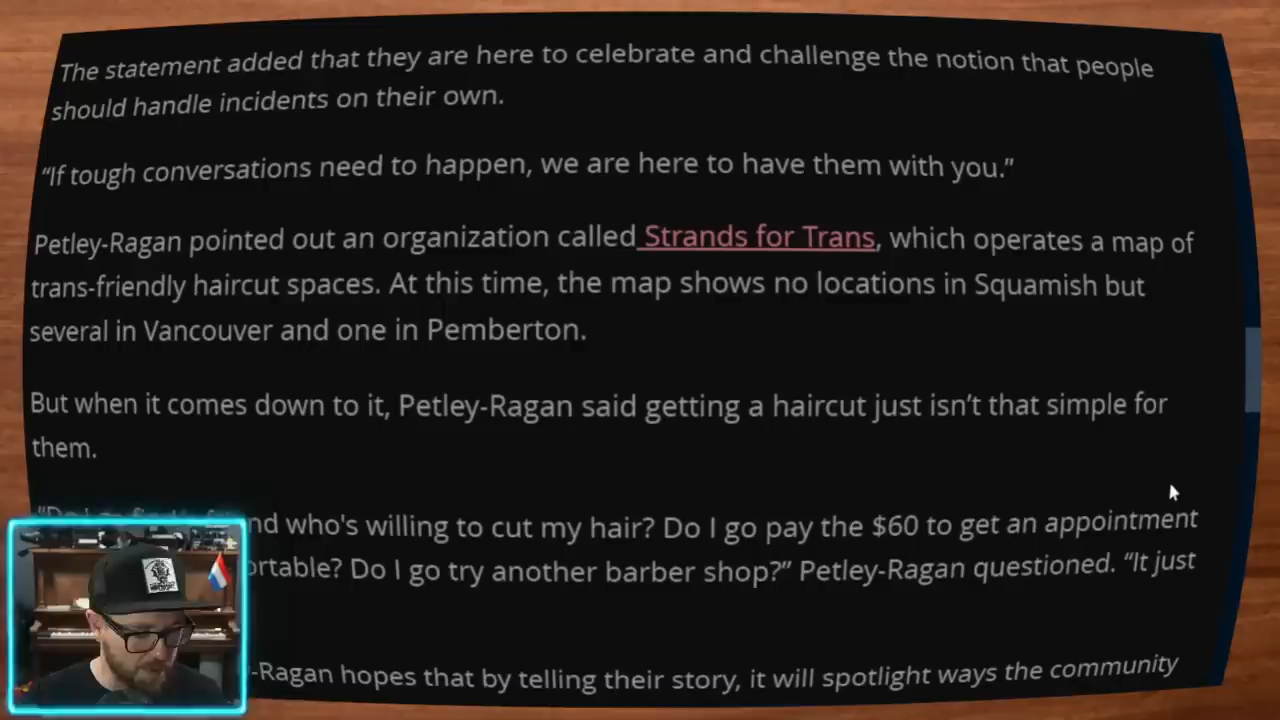 The statement added that they are here to celebrate and challenge the notion that people
should handle incidents on their own.
“If tough conversations need to happen, we are here to have them with you.”
Petley-Ragan pointed out an organization called Strands for Trans, which operates a map of
trans-friendly haircut spaces. At this time, the map shows no locations in Squamish but
several in Vancouver and one in Pemberton.
But when it comes down to it, Petley-Ragan said getting a haircut just isn’t that simple for
them.
who's willing to cut my hair? Do I go pay the $60 to get an appointment
Do I go try another barber shop?” Petley-Ragan questioned. “It just
-Ragan hopes that by telling their story, it will spotlight ways the community